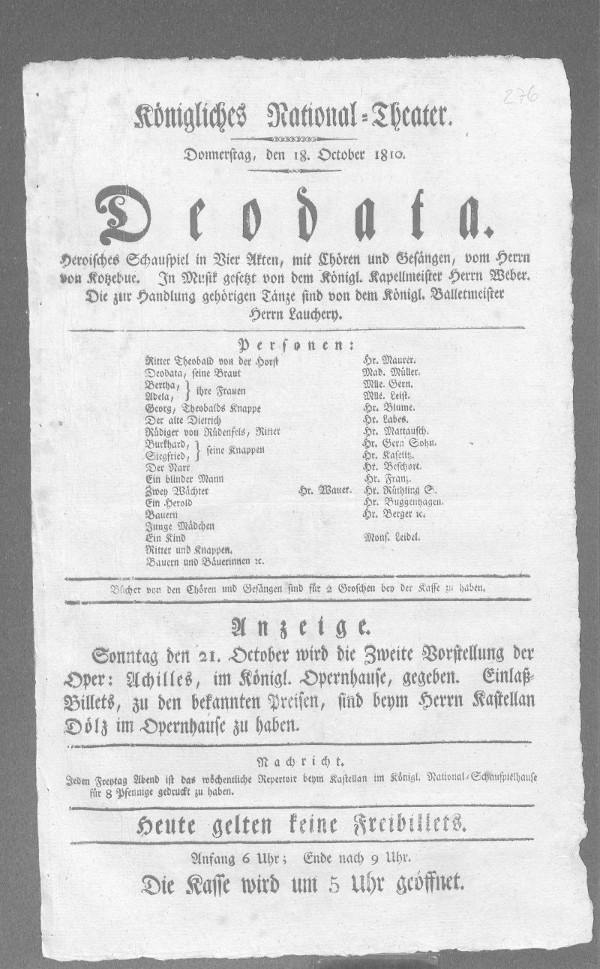 276
Königliches National-Theater.
Donnerstag, den 18. October 1810.
Deodata.
Heroisches Schauspiel in Vier Akten, mit Chören und Gesängen, vom Herrn
von Kotzebue. In Musik gesetzt von dem Königl. Kapellmeister Herrn Weber.
Die zur Handlung gehörigen Tänze sind von dem Königl. Balletmeister
Herrn Lauchery.
Personen:
Ritter Theobald von der Horst Hr. Maurer.
Deodata, seine Braut Mad. Müller.
Bertha, } ihre Frauen Mlle. Gern.
Adela, } Mlle. Leist.
Georg, Theobalds Knappe Hr. Blume.
Der alte Dietrich Hr. Labes.
Rüdiger von Rüdenfels, Ritter Hr. Mattausch.
Burkhard, } seine Knappen Hr. Gern Sohn.
Siegfried, } Hr. Kaselitz.
Der Narr Hr. Beschort.
Ein blinder Mann Hr. Franz.
Zwey Wächter Hr. Wauer. Hr. Rüthling S.
Ein Herold Hr. Buggenhagen.
Bauern Hr. Berger ꝛc.
Junge Mädchen
Ein Kind Mons. Leidel.
Ritter und Knappen.
Bauern und Bäuerinnen ꝛc.
Bücher von den Chören und Gesängen sind für 2 Groschen bey der Kasse zu haben.
Anzeige.
Sonntag den 21. October wird die Zweite Vorstellung der
Oper: Achilles, im Königl. Opernhause, gegeben. Einlaß-
Billets, zu den bekannten Preisen, sind beym Herrn Kastellan
Dölz im Opernhause zu haben.
Nachricht.
Jeden Freytag Abend ist das wöchentliche Repertoir beym Kastellan im Königl. National-Schauspielhause
für 8 Pfennige gedruckt zu haben.
Heute gelten keine Freibillets.
Anfang 6 Uhr; Ende nach 9 Uhr.
Die Kasse wird um 5 Uhr geöffnet.